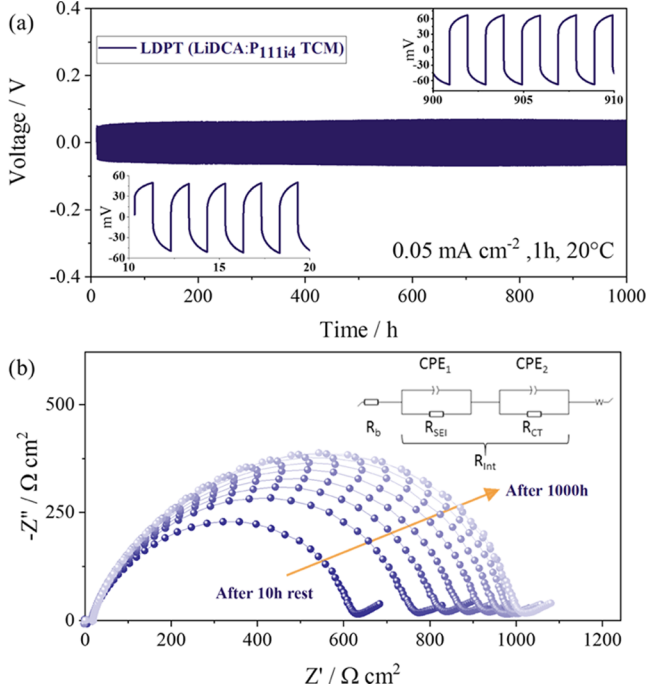 (a)
0.4
0.2
0.0
-0.2
-0.4
Voltage / V
LDPT (LiDCA:P111i4 TCM)
60
30
0
-30
-60
mV
900 905 910
60
30
0
-30
-60
mV
10 15 20
0.05 mA cm-2 ,1h, 20°C
0 200 400 600 800 1000
Time / h
(b)
500
250
0
-Z" / Ω cm2
CPE1 CPE2
Rb RSEI RCT
W
RInt
After 1000h
After 10h rest
0 200 400 600 800 1000 1200
Z' / Ω cm2